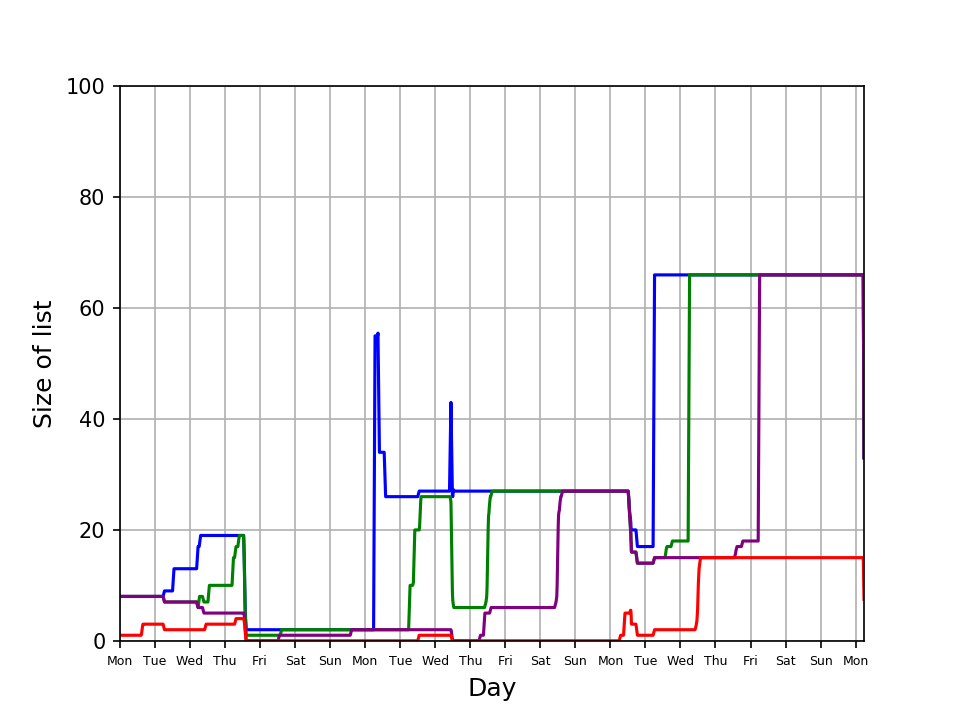 100
80
60
40
20
0
Size of list
Mon Tue Wed Thu Fri Sat Sun Mon Tue Wed Thu Fri Sat Sun Mon Tue Wed Thu Fri Sat Sun Mon
Day